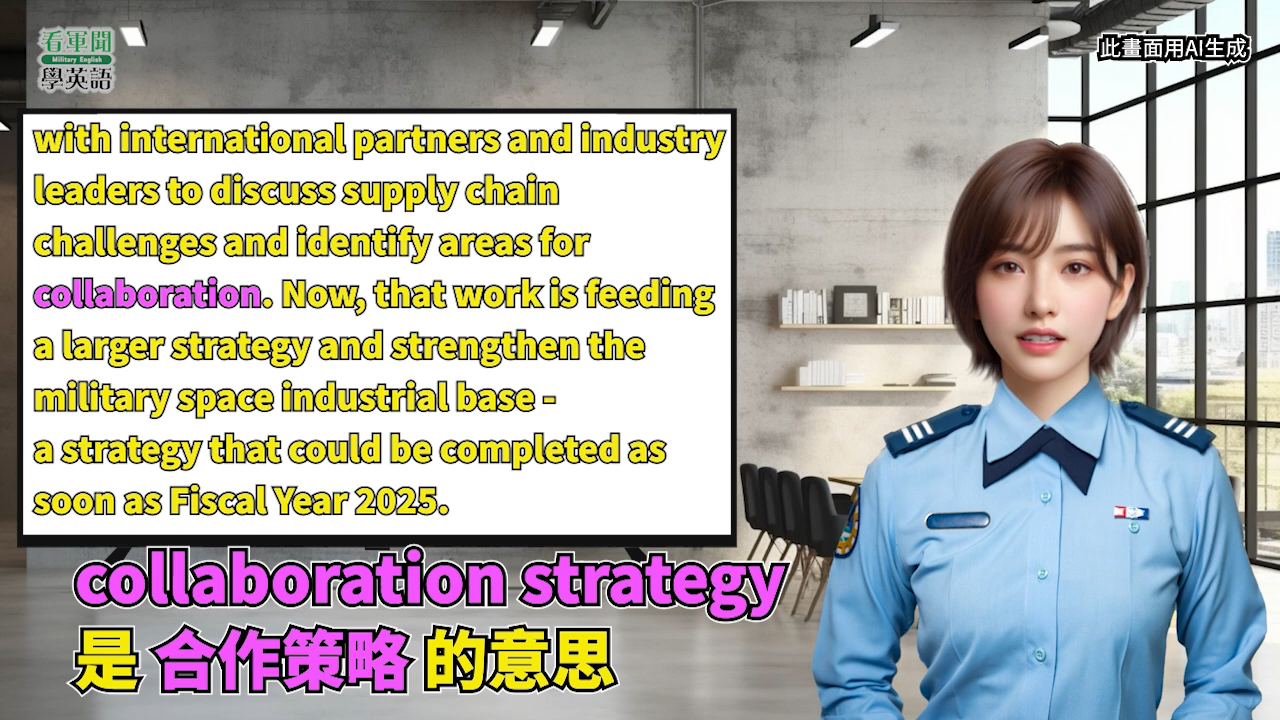 看軍聞
Military English
學英語
此畫面用AI生成
with international partners and industry
leaders to discuss supply chain
challenges and identify areas for
collaboration. Now, that work is feeding
a larger strategy and strengthen the
military space industrial base -
a strategy that could be completed as
soon as Fiscal Year 2025.
collaboration strategy
是 合作策略 的意思